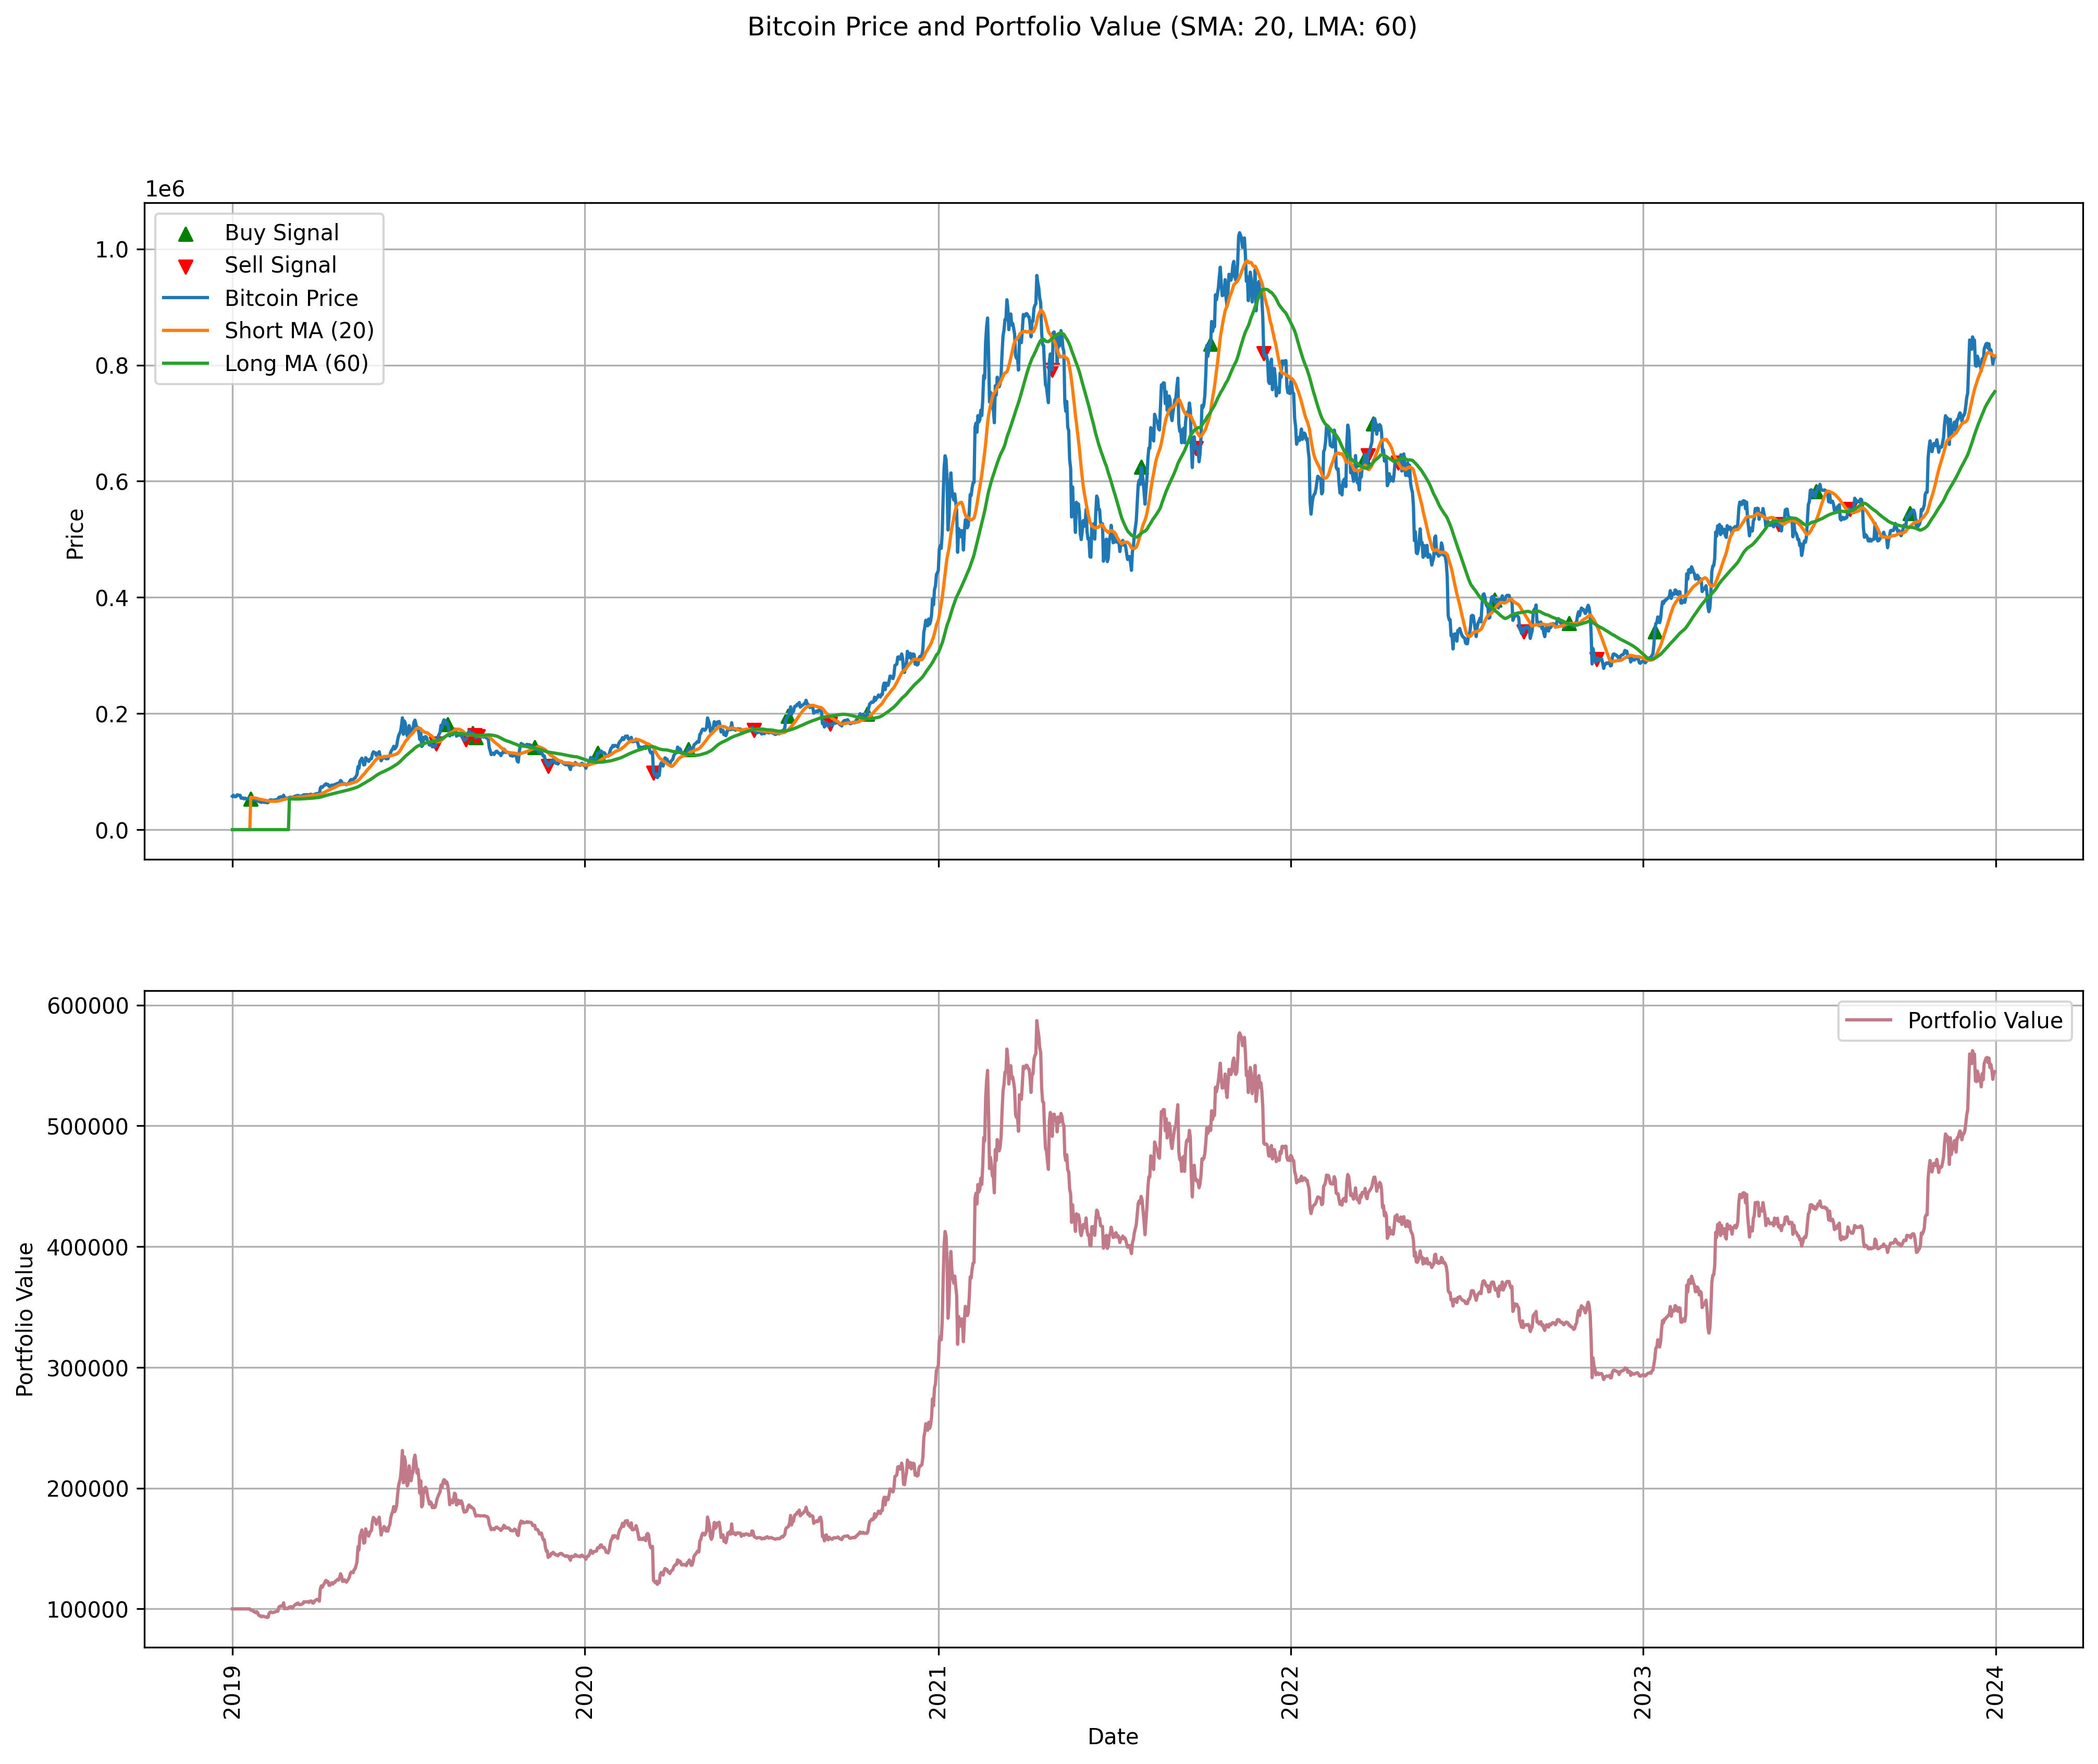 Bitcoin Price and Portfolio Value (SMA: 20, LMA: 60)
1e6
Buy Signal
Sell Signal
Bitcoin Price
Short MA (20)
Long MA (60)
1.0
0.8
0.6
0.4
0.2
0.0
Price
Portfolio Value
600000
500000
400000
300000
200000
100000
Portfolio Value
2019
2020
2021
2022
2023
2024
Date